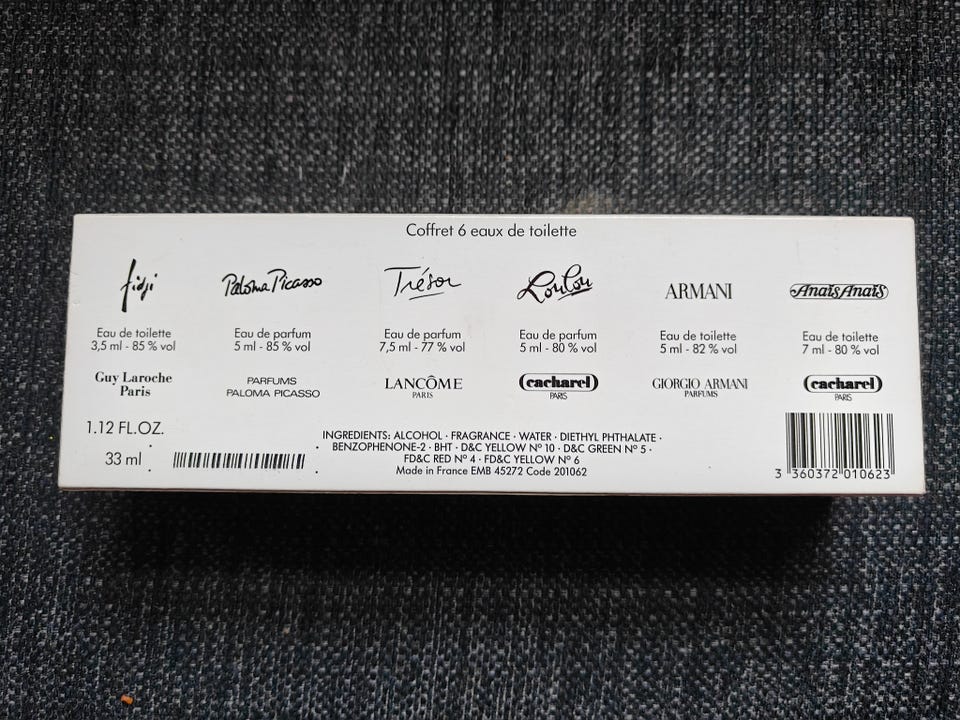 Coffret 6 eaux de toilette
fidji Paloma Picasso Trésor LouLou ARMANI Anaïs Anaïs
Eau de toilette Eau de parfum Eau de parfum Eau de parfum Eau de toilette Eau de toilette
3,5 ml - 85 % vol 5 ml - 85 % vol 7,5 ml - 77 % vol 5 ml - 80 % vol 5 ml - 82 % vol 7 ml - 80 % vol
Guy Laroche PARFUMS LANCÔME cacharel GIORGIO ARMANI cacharel
Paris PALOMA PICASSO PARIS PARIS PARFUMS PARIS
1.12 FL.OZ.
33 ml
INGREDIENTS: ALCOHOL · FRAGRANCE · WATER · DIETHYL PHTHALATE ·
BENZOPHENONE-2 · BHT · D&C YELLOW Nº 10 · D&C GREEN Nº 5 ·
FD&C RED Nº 4 · FD&C YELLOW Nº 6
Made in France EMB 45272 Code 201062
3 360372 010623